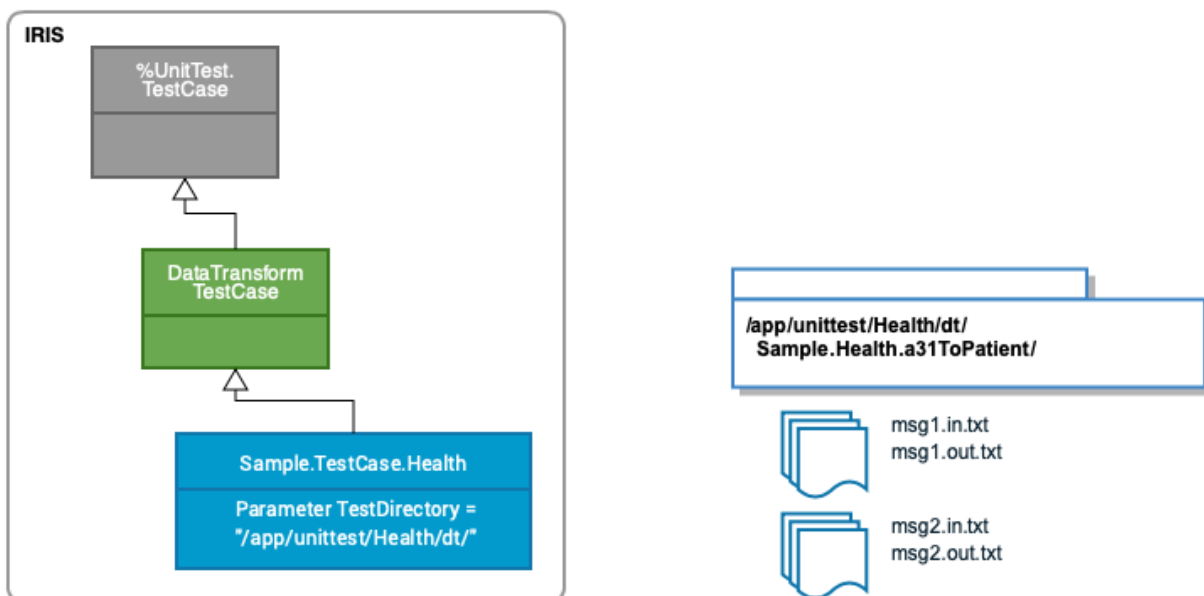 IRIS
%UnitTest.
TestCase
DataTransform
TestCase
Sample.TestCase.Health
Parameter TestDirectory =
"/app/unittest/Health/dt/"
/app/unittest/Health/dt/
Sample.Health.a31ToPatient/
msg1.in.txt
msg1.out.txt
msg2.in.txt
msg2.out.txt